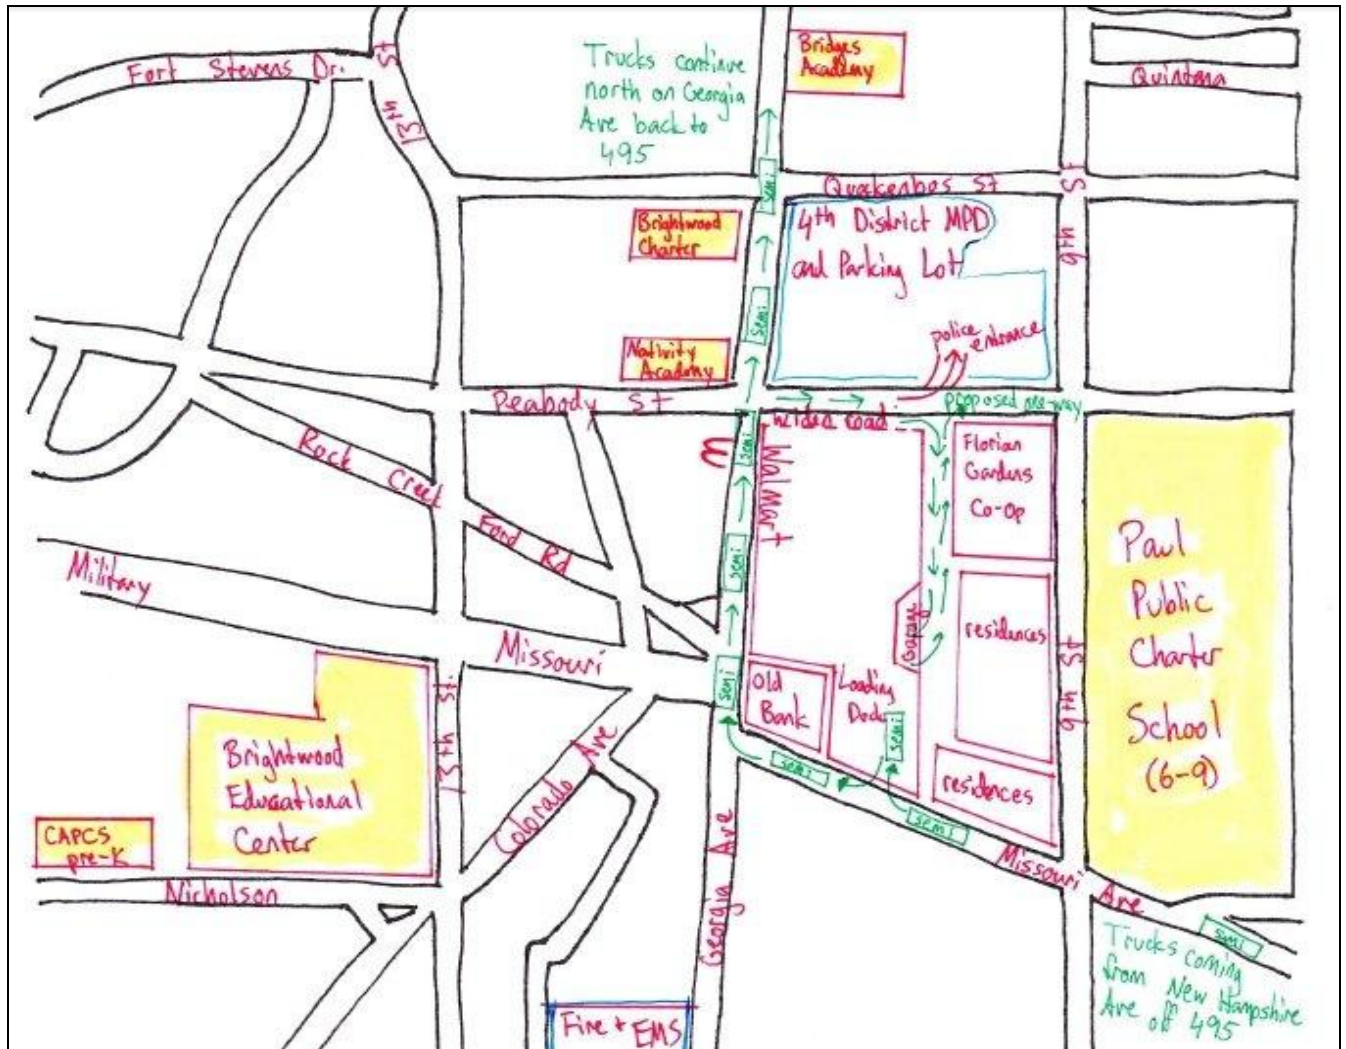 Fort Stevens Dr.
13th St
Trucks continue
north on Georgia
Ave back to
495
Bridges
Academy
Quintana
semi
Quakenbos St
9th St
Brightwood
Charter
4th District MPD
and Parking Lot
semi
police
entrance
Nativity
Academy
Peabody St
proposed one-way
widen road
semi
Walmart
Florian
Gardens
Co-Op
Rock Creek
Ford Rd
semi
Paul
Public
Charter
School
(6-9)
Military
Missouri
Garage
residences
semi
Old
Bank
Loading
Dock
semi
9th St
13th St.
Brightwood
Educational
Center
Colorado Ave
semi
residences
semi
CAPCS
pre-K
Nicholson
Georgia Ave
Missouri Ave
semi
Trucks coming
from New Hampshire
Ave off 495
Fire + EMS